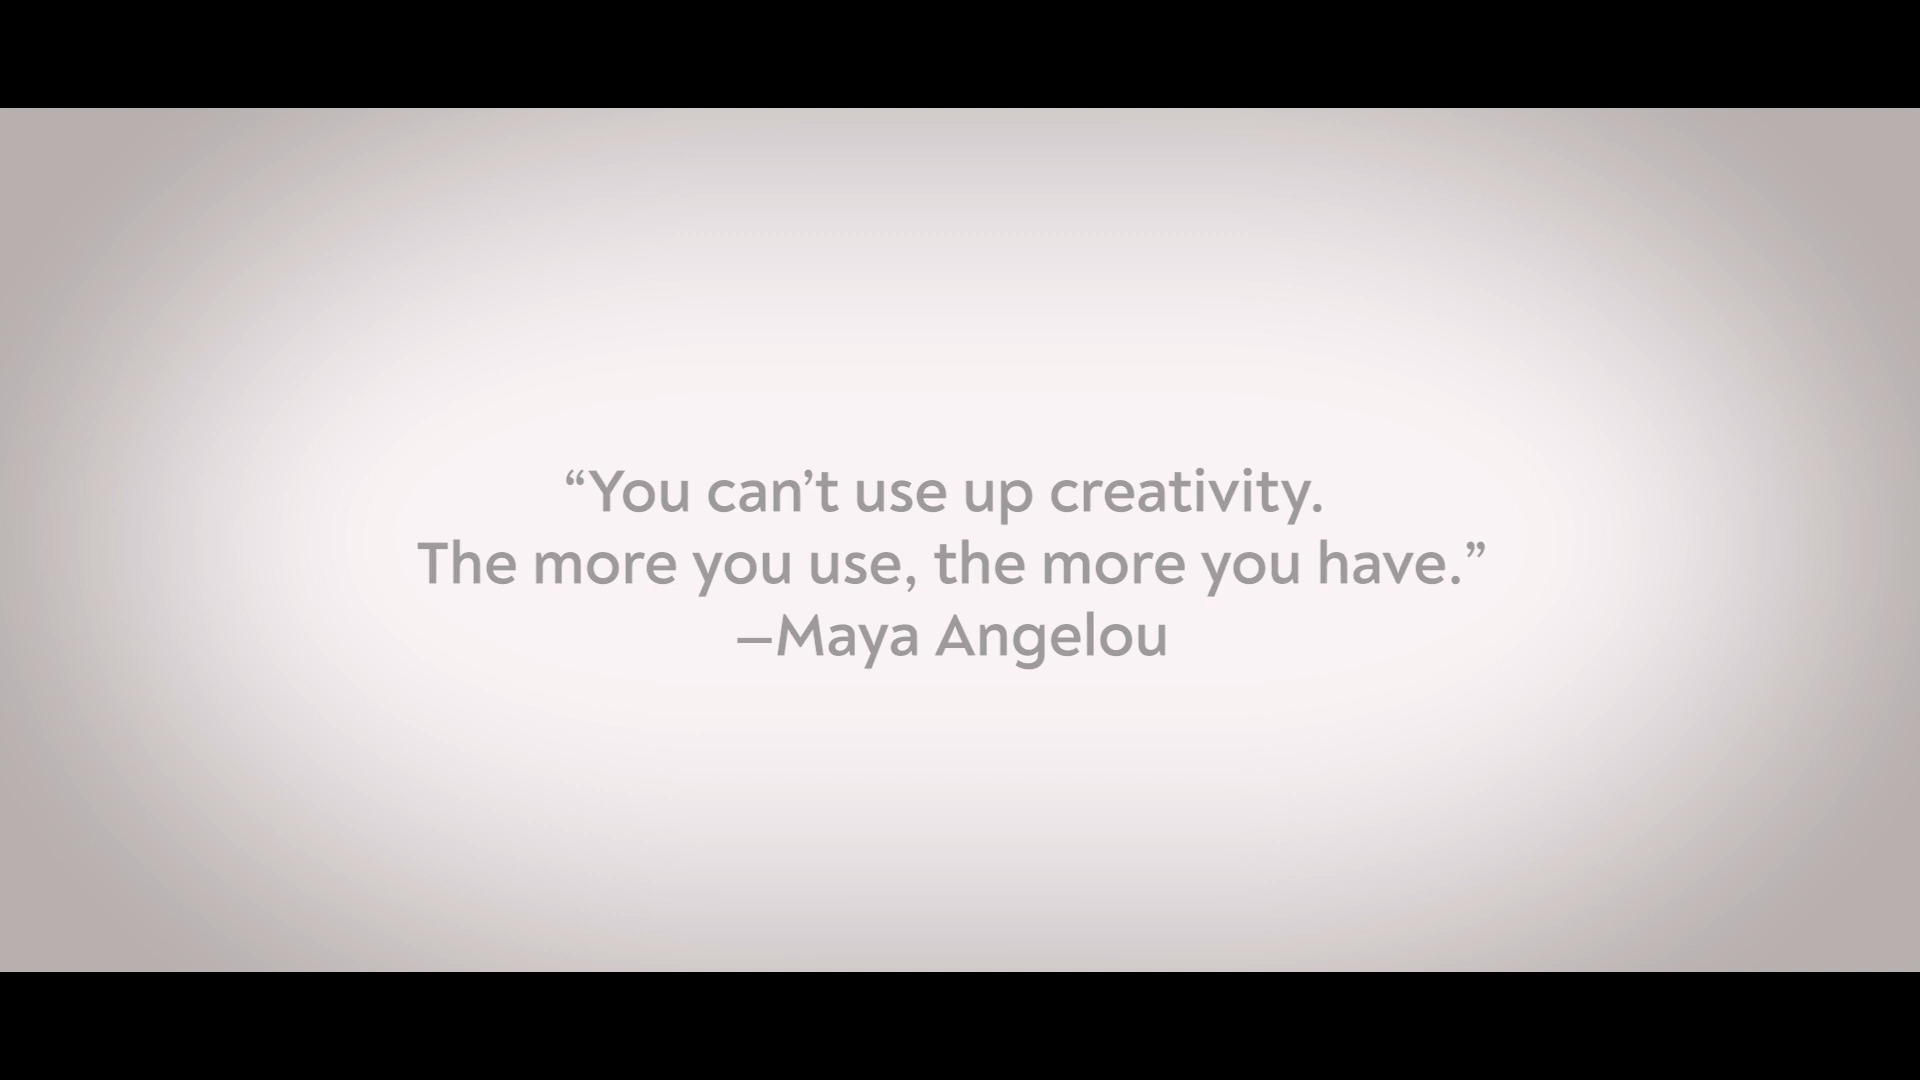 “You can’t use up creativity.
The more you use, the more you have.”
—Maya Angelou